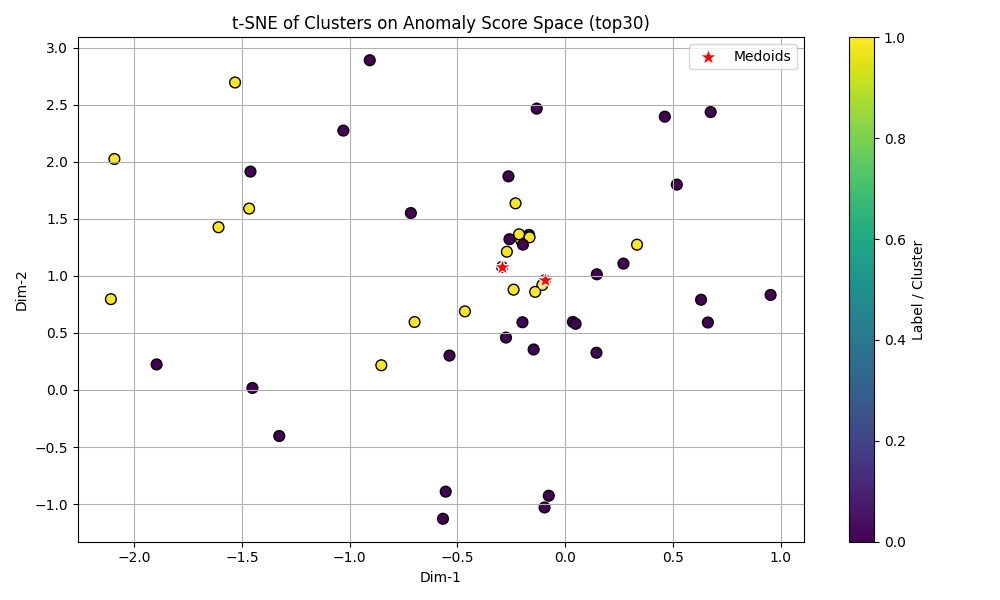 t-SNE of Clusters on Anomaly Score Space (top30)
Medoids
3.0
2.5
2.0
1.5
1.0
0.5
0.0
−0.5
−1.0
Dim-2
−2.0 −1.5 −1.0 −0.5 0.0 0.5 1.0
Dim-1
1.0
0.8
0.6
0.4
0.2
0.0
Label / Cluster